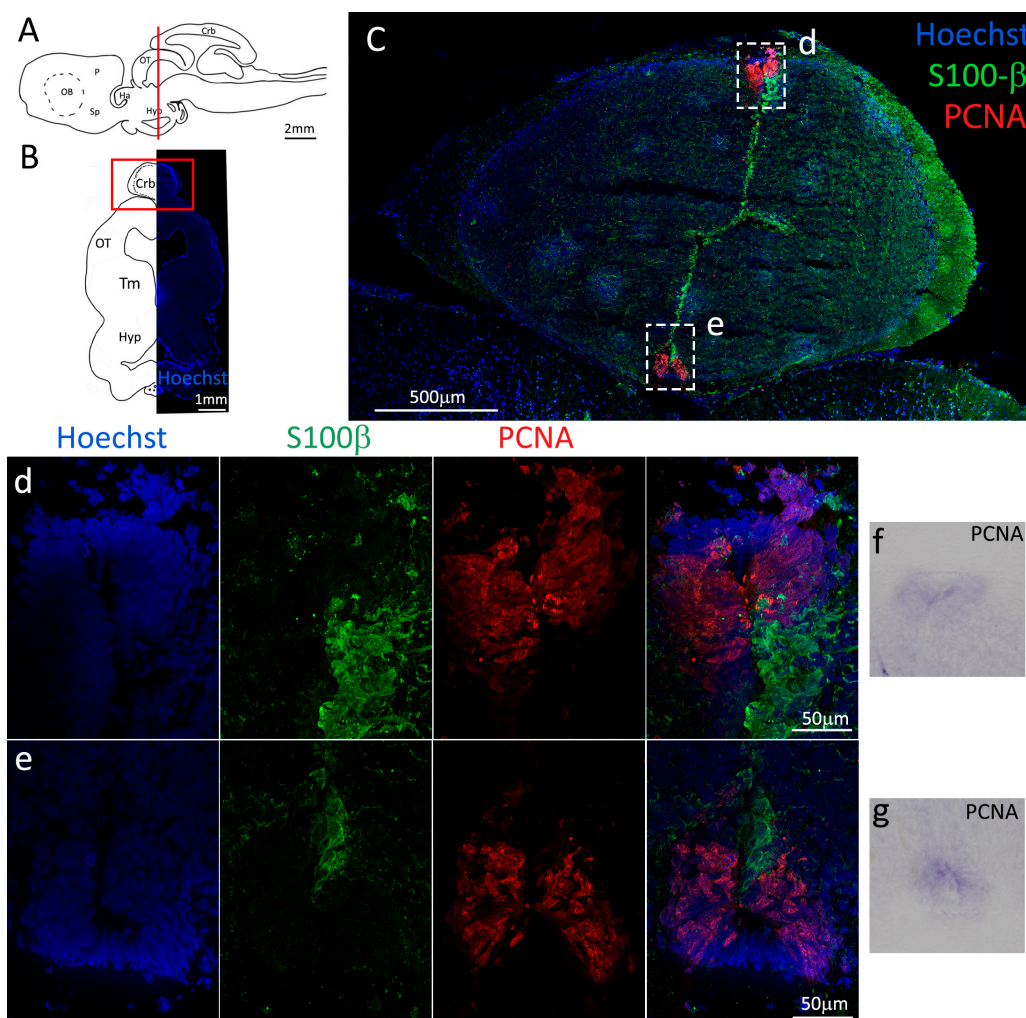 A
Crb
OT
P
OB
Ha
Sp
Hyp
2mm
B
Crb
OT
Tm
Hyp
Hoechst
1mm
C
d
e
500μm
Hoechst
S100-β
PCNA
Hoechst
S100β
PCNA
d
50μm
e
50μm
f
PCNA
g
PCNA